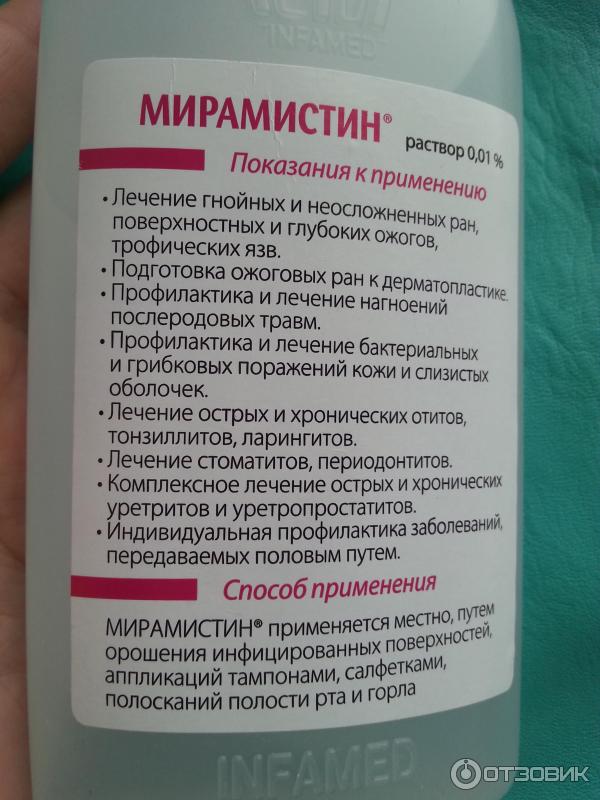 INFAMED
МИРАМИСТИН®
раствор 0,01 %
Показания к применению
• Лечение гнойных и неосложненных ран,
поверхностных и глубоких ожогов,
трофических язв.
• Подготовка ожоговых ран к дерматопластике.
• Профилактика и лечение нагноений
послеродовых травм.
• Профилактика и лечение бактериальных
и грибковых поражений кожи и слизистых
оболочек.
• Лечение острых и хронических отитов,
тонзиллитов, ларингитов.
• Лечение стоматитов, периодонтитов.
• Комплексное лечение острых и хронических
уретритов и уретропростатитов.
• Индивидуальная профилактика заболеваний,
передаваемых половым путем.
Способ применения
МИРАМИСТИН® применяется местно, путем
орошения инфицированных поверхностей,
аппликаций тампонами, салфетками,
полосканий полости рта и горла
INFAMED
ОТЗОВИК